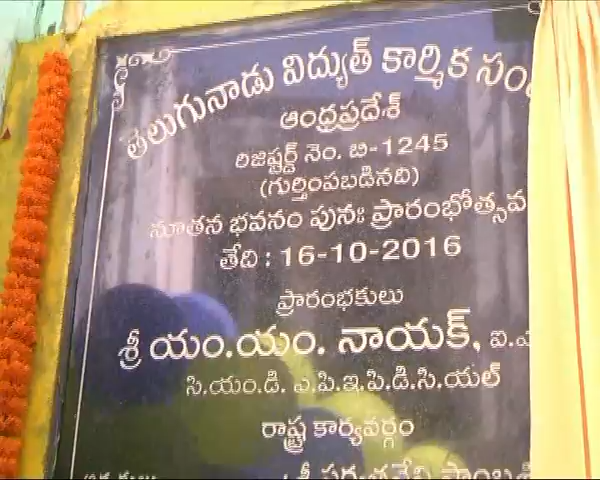 తెలుగునాడు విద్యుత్ కార్మిక
ఆంధ్రప్రదేశ్
రిజిష్టర్డ్ నెం. బి-1245
(గుర్తింపబడినది)
నూతన భవనం పునః ప్రారంభోత్సవ
తేది : 16-10-2016
ప్రారంభకులు
శ్రీ యం.యం. నాయక్,
సి.యం.డి. ఎ.పి.ఇ.పి.డి.సి.యల్
రాష్ట్ర కార్యవర్గం